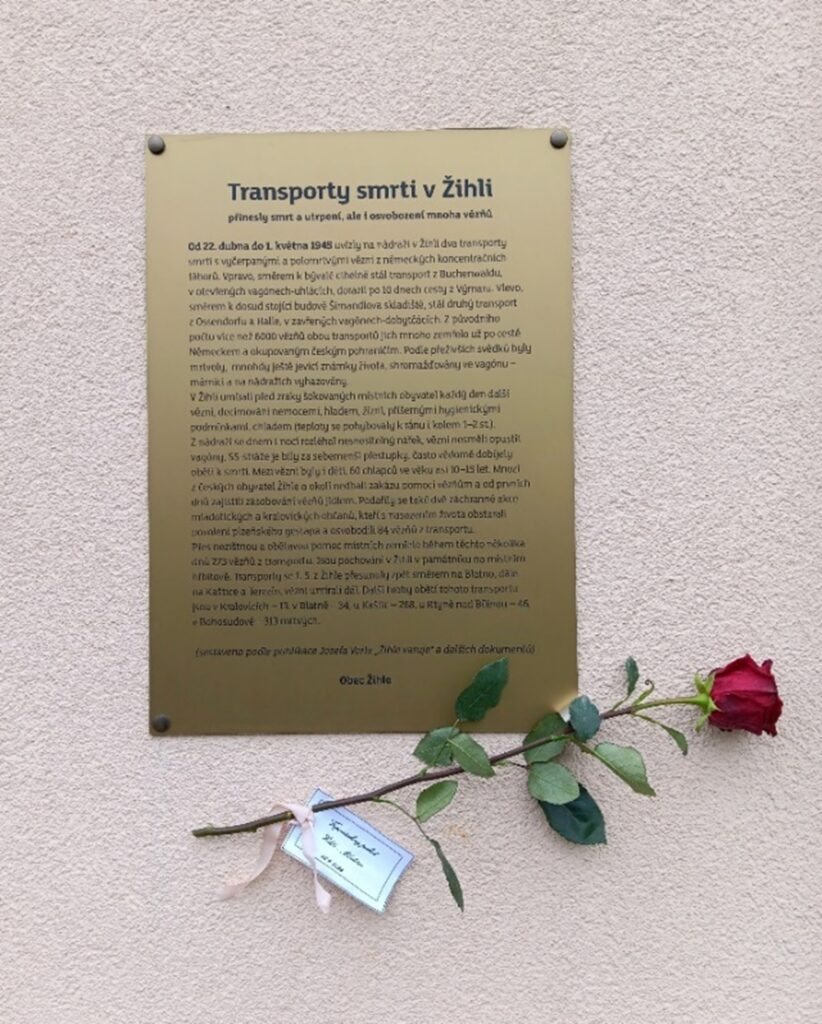 Transporty smrti v Žihli
přinesly smrt a utrpení, ale i osvobození mnoha vězňů
Od 22. dubna do 1. května 1945 uvízly na nádraží v Žihli dva transporty
smrti s vyčerpanými a polomrtvými vězni z německých koncentračních
táborů. Vpravo, směrem k bývalé cihelně stál transport z Buchenwaldu,
v otevřených vagónech-uhlácích, dorazil po 10 dnech cesty z Výmaru. Vlevo,
směrem k dosud stojící budově Šimandlova skladiště, stál druhý transport
z Ossendorfu a Halle, v zavřených vagónech-dobytčácích. Z původního
počtu více než 6000 vězňů obou transportů jich mnoho zemřelo už po cestě
Německem a okupovaným českým pohraničím. Podle přeživších svědků byly
mrtvoly, mnohdy ještě jevící známky života, shromažďovány ve vagónu –
márnici a na nádražích vyhazovány.
V Žihli umírali před zraky šokovaných místních obyvatel každý den další
vězni, decimováni nemocemi, hladem, žízní, příšernými hygienickými
podmínkami, chladem (teploty se pohybovaly k ránu i kolem 1–2 st.).
Z nádraží se dnem i nocí rozléhal nesnesitelný nářek, vězni nesměli opustit
vagóny, SS stráže je bily za sebemenší přestupky, často vědomě dobíjely
oběti k smrti. Mezi vězni byly i děti, 60 chlapců ve věku asi 10–15 let. Mnozí
z českých obyvatel Žihle a okolí nedbali zákazu pomoci vězňům a od prvních
dnů zajistili zásobování vězňů jídlem. Podařily se také dvě záchranné akce
mladotických a kralovických občanů, kteří s nasazením života obstarali
povolení plzeňského gestapa a osvobodili 84 vězňů z transportu.
Přes nezištnou a obětavou pomoc místních zemřelo během těchto několika
dnů 273 vězňů z transportu. Jsou pochováni v Žihli v památníku na místním
hřbitově. Transporty se 1. 5. z Žihle přesunuly zpět směrem na Blatno, dále
na Kaštice a Terezín, vězni umírali dál. Další hroby obětí tohoto transportu
jsou v Kralovicích – 13, v Blatně – 34, u Kaštic – 268, u Rtyně nad Bílinou – 46,
v Bohosudově – 313 mrtvých.
(sestaveno podle publikace Josefa Vorla „Žihle varuje“ a dalších dokumentů)
Obec Žihle